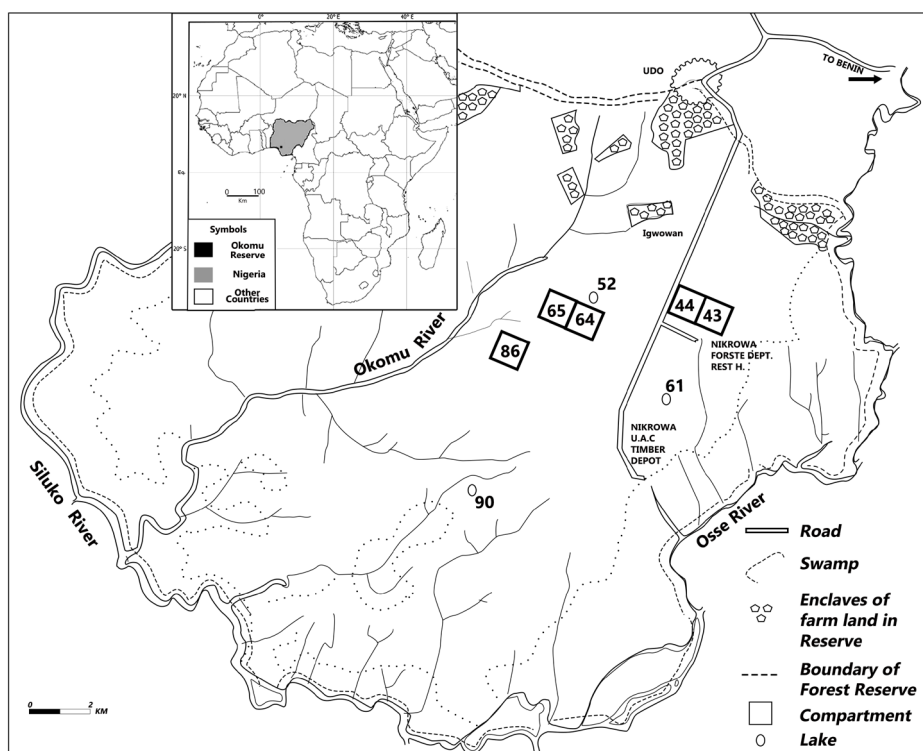 0°
20° E
40° E
20° N
Eq
20° S
0
100
Km
Symbols
Okomu
Reserve
Nigeria
Other
Countries
UDO
TO BENIN
Igwowan
52
65
64
44
43
86
Okomu River
NIKROWA
FORSTE DEPT.
REST H.
61
NIKROWA
U.A.C
TIMBER
DEPOT
90
Siluko River
Osse River
Road
Swamp
Enclaves of
farm land in
Reserve
Boundary of
Forest Reserve
Compartment
Lake
0
2
KM